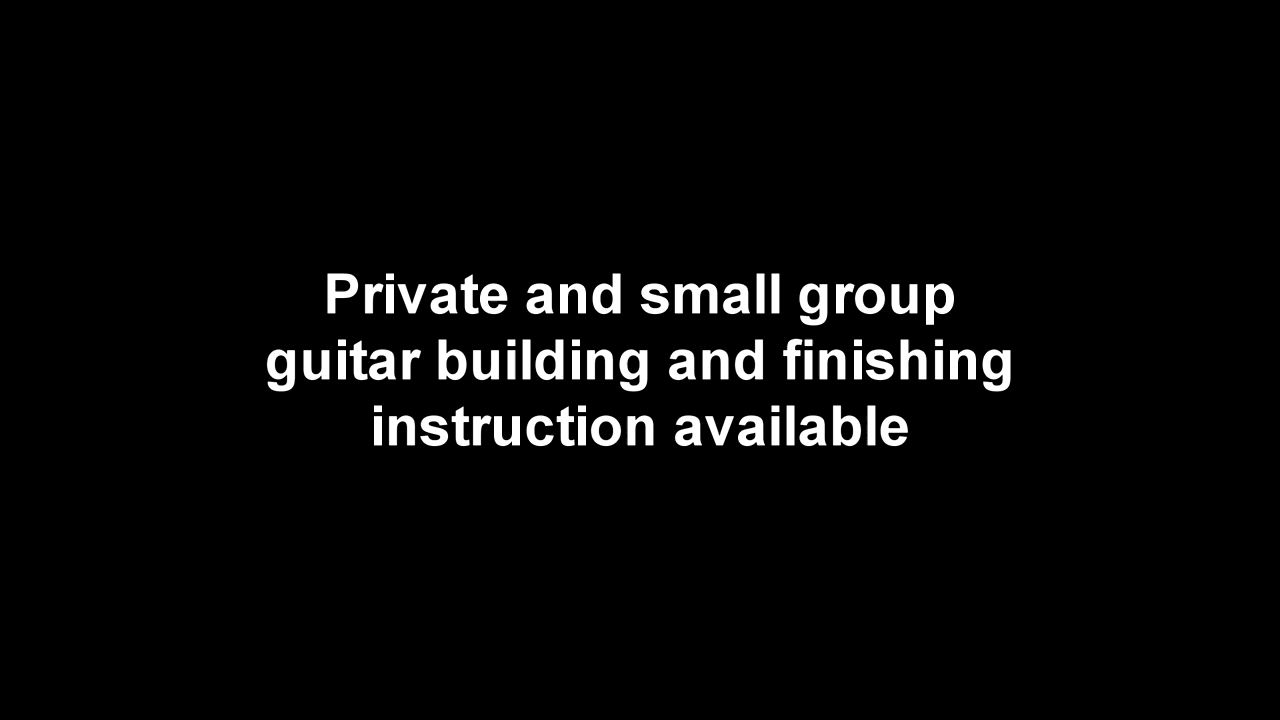 Private and small group
guitar building and finishing
instruction available